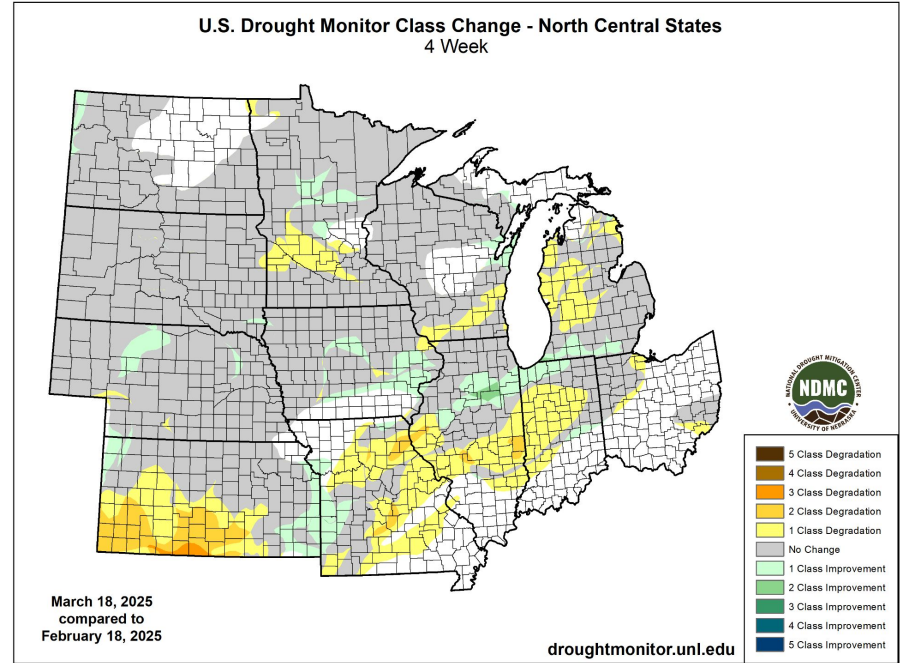 U.S. Drought Monitor Class Change - North Central States
4 Week
NATIONAL DROUGHT MITIGATION CENTER
NDMC
UNIVERSITY OF NEBRASKA
5 Class Degradation
4 Class Degradation
3 Class Degradation
2 Class Degradation
1 Class Degradation
No Change
1 Class Improvement
2 Class Improvement
3 Class Improvement
4 Class Improvement
5 Class Improvement
March 18, 2025
compared to
February 18, 2025
droughtmonitor.unl.edu